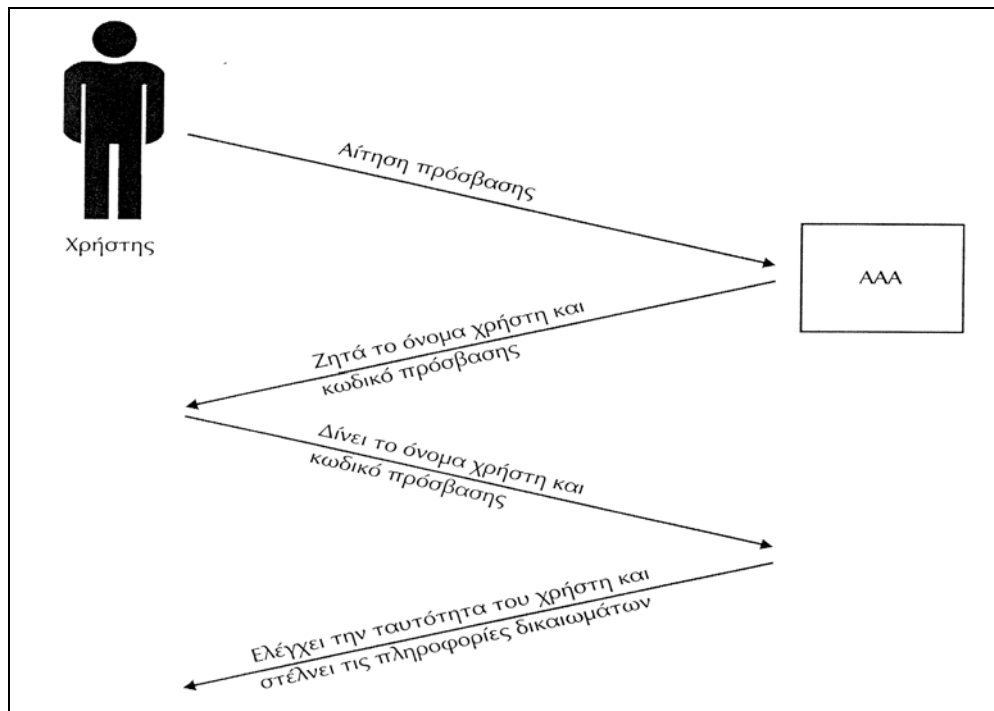 Αίτηση πρόσβασης
Χρήστης
ΑΑΑ
Ζητά το όνομα χρήστη και
κωδικό πρόσβασης
Δίνει το όνομα χρήστη και
κωδικό πρόσβασης
Ελέγχει την ταυτότητα του χρήστη και
στέλνει τις πληροφορίες δικαιωμάτων